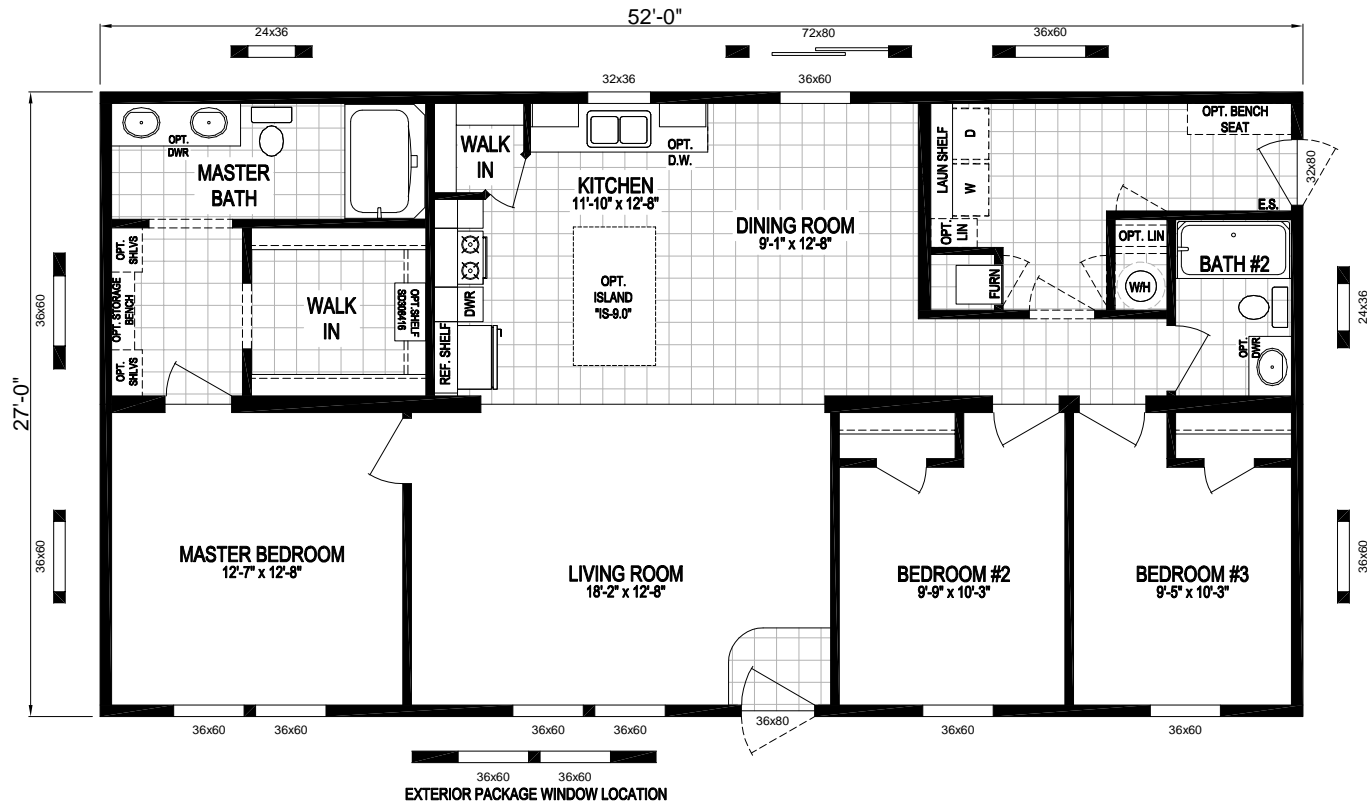 52'-0"
24x36
72x80
36x60
32x36
36x60
OPT.
DWR
MASTER
BATH
WALK
IN
OPT.
D.W.
KITCHEN
11'-10" x 12'-8"
DINING ROOM
9'-1" x 12'-8"
LAUN SHELF
D
W
OPT.
LIN
OPT. BENCH
SEAT
32x80
E.S.
OPT. LIN
W/H
BATH #2
OPT.
DWR
FURN
OPT.
ISLAND
"IS-9.0"
DWR
REF. SHELF
OPT.
SHLVS
OPT. STORAGE
BENCH
OPT.
SHLVS
WALK
IN
OPT. SHELF
SDS06416
27'-0"
36x60
36x60
24x36
36x60
MASTER BEDROOM
12'-7" x 12'-8"
LIVING ROOM
18'-2" x 12'-8"
BEDROOM #2
9'-9" x 10'-3"
BEDROOM #3
9'-5" x 10'-3"
36x60
36x60
36x60
36x60
36x80
36x60
36x60
36x60
36x60
EXTERIOR PACKAGE WINDOW LOCATION